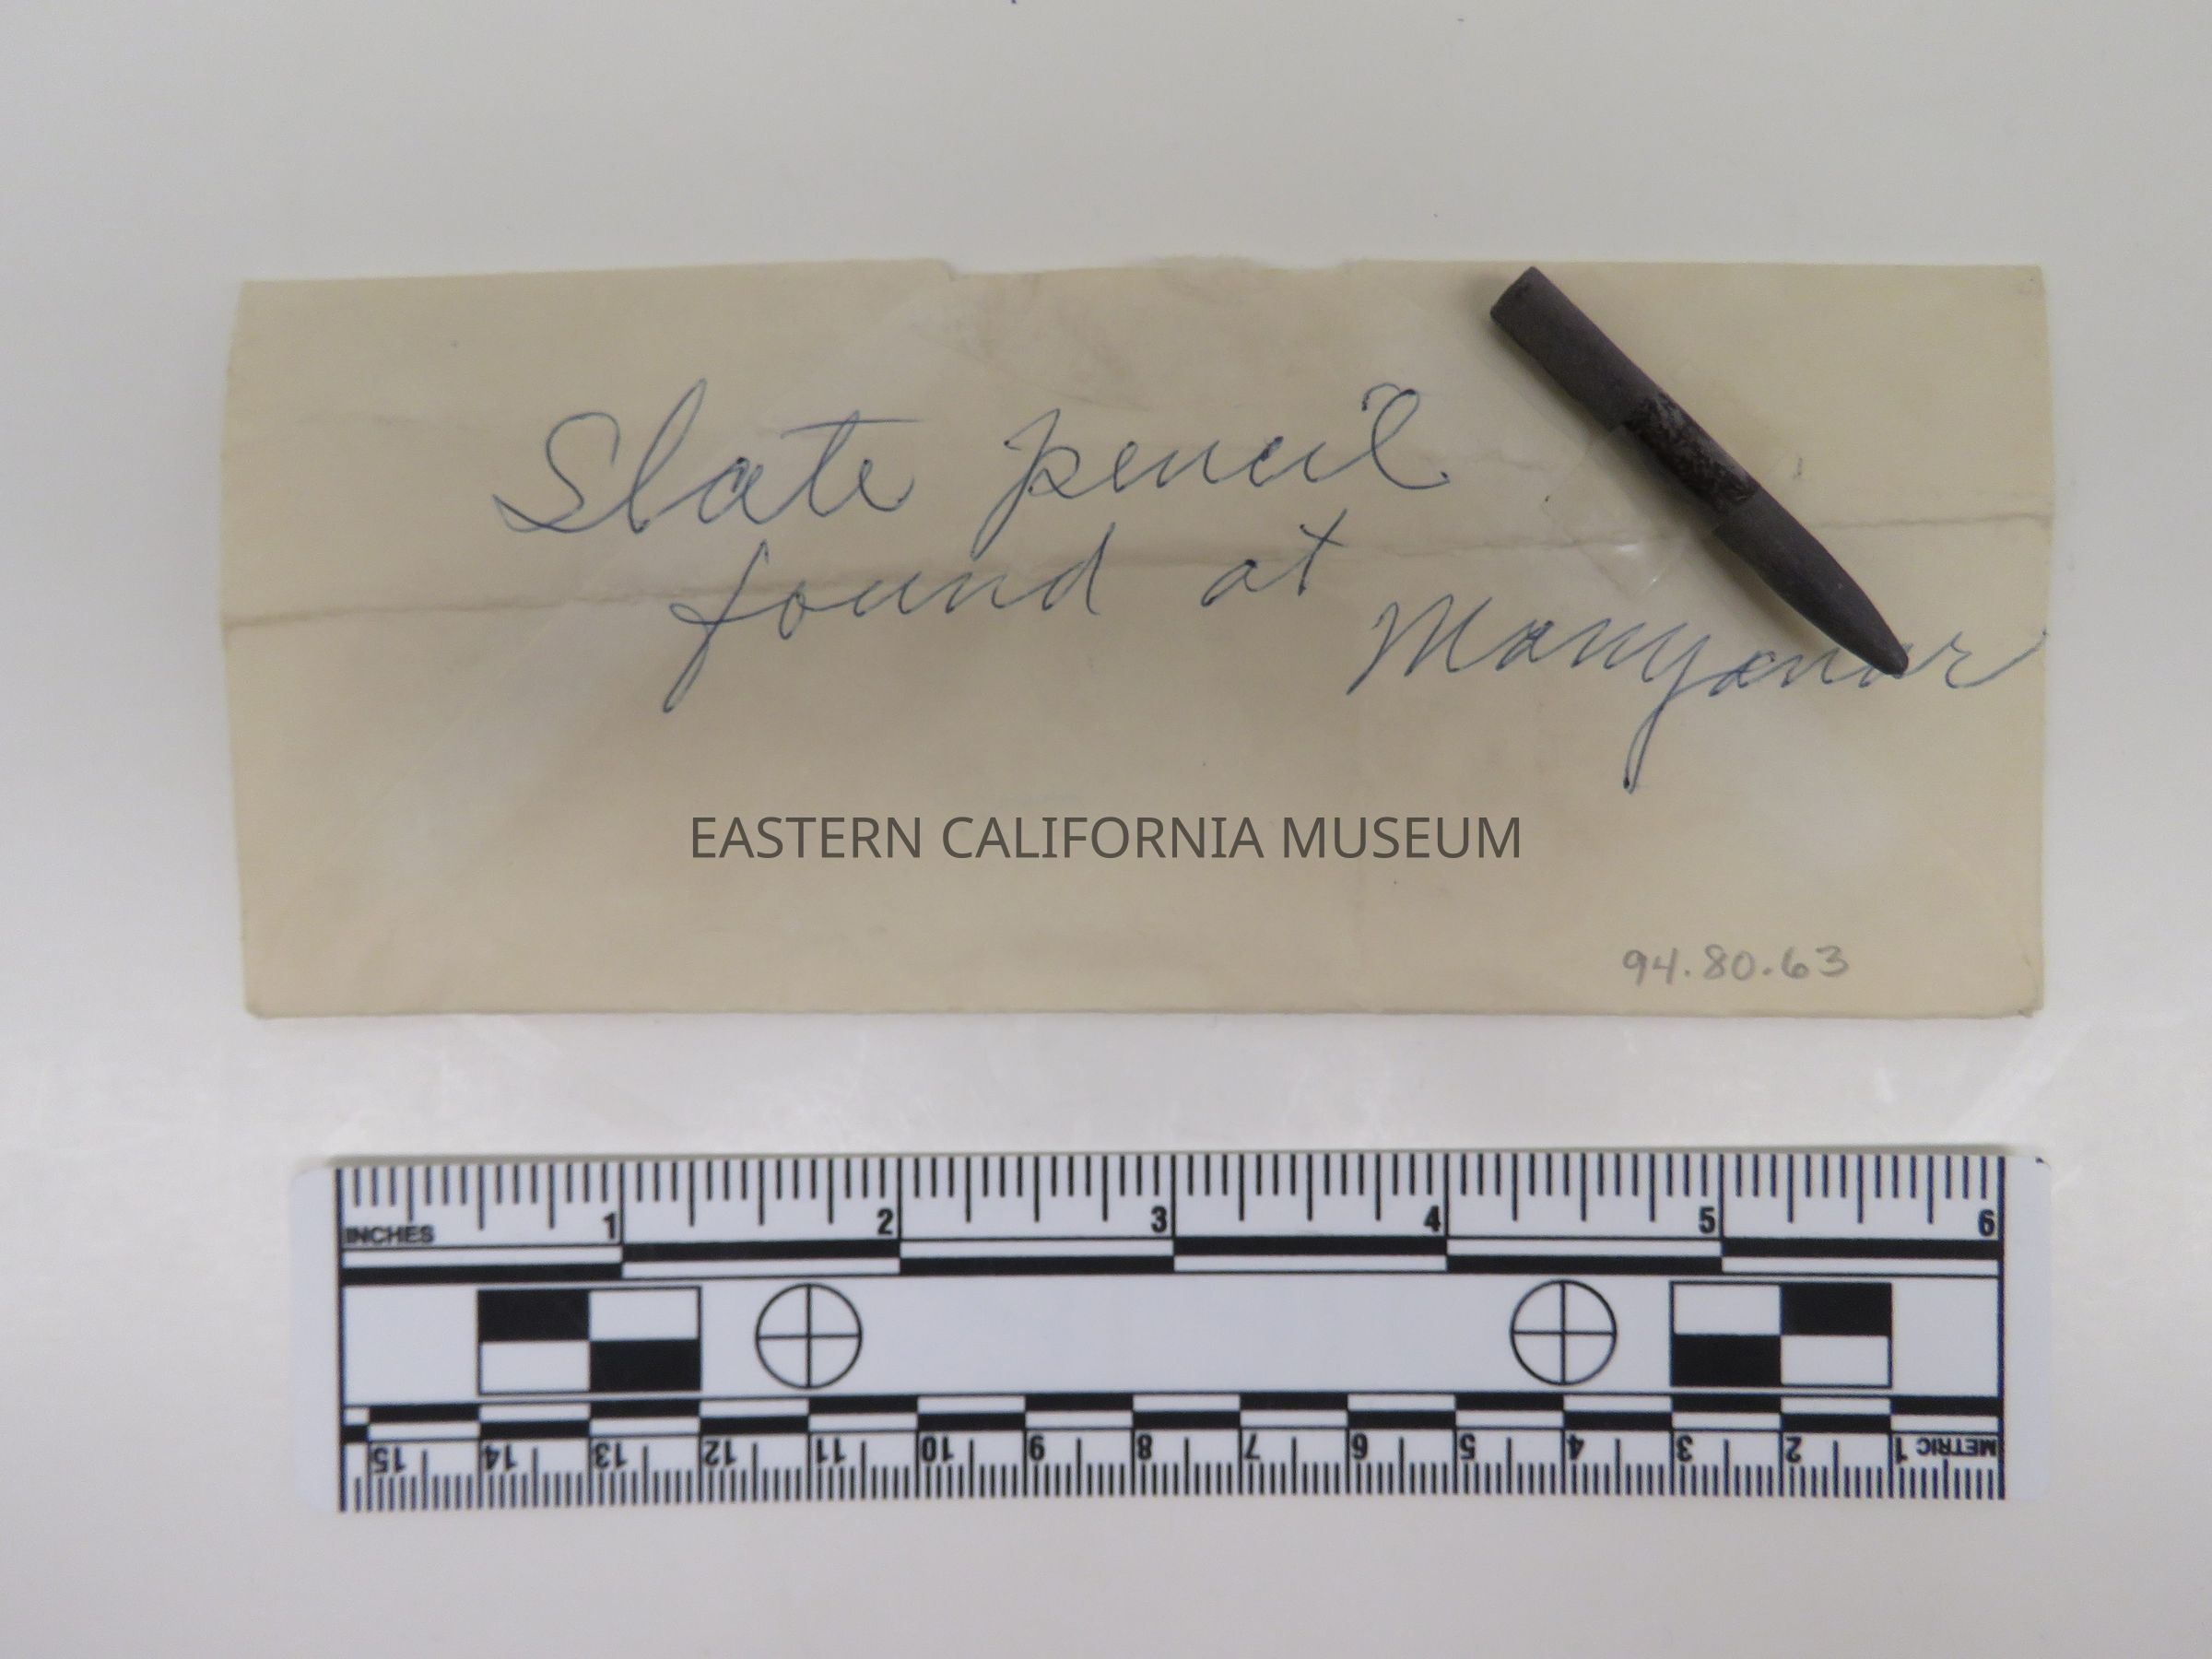 Slate pencil
found at
Manzanar
EASTERN CALIFORNIA MUSEUM
94.80.63
1 2 3 4 5 6
INCHES
15 14 13 12 11 10 9 8 7 6 5 4 3 2 1 METRIC